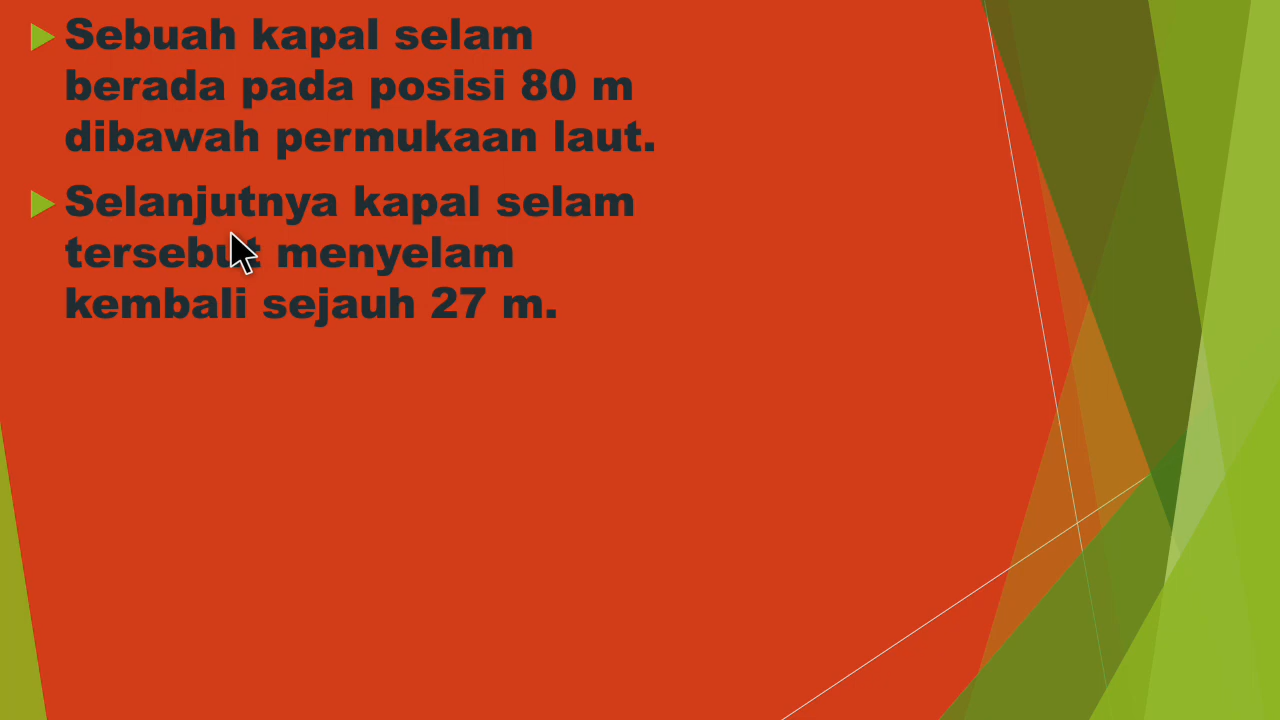 Sebuah kapal selam
berada pada posisi 80 m
dibawah permukaan laut.
Selanjutnya kapal selam
tersebut menyelam
kembali sejauh 27 m.